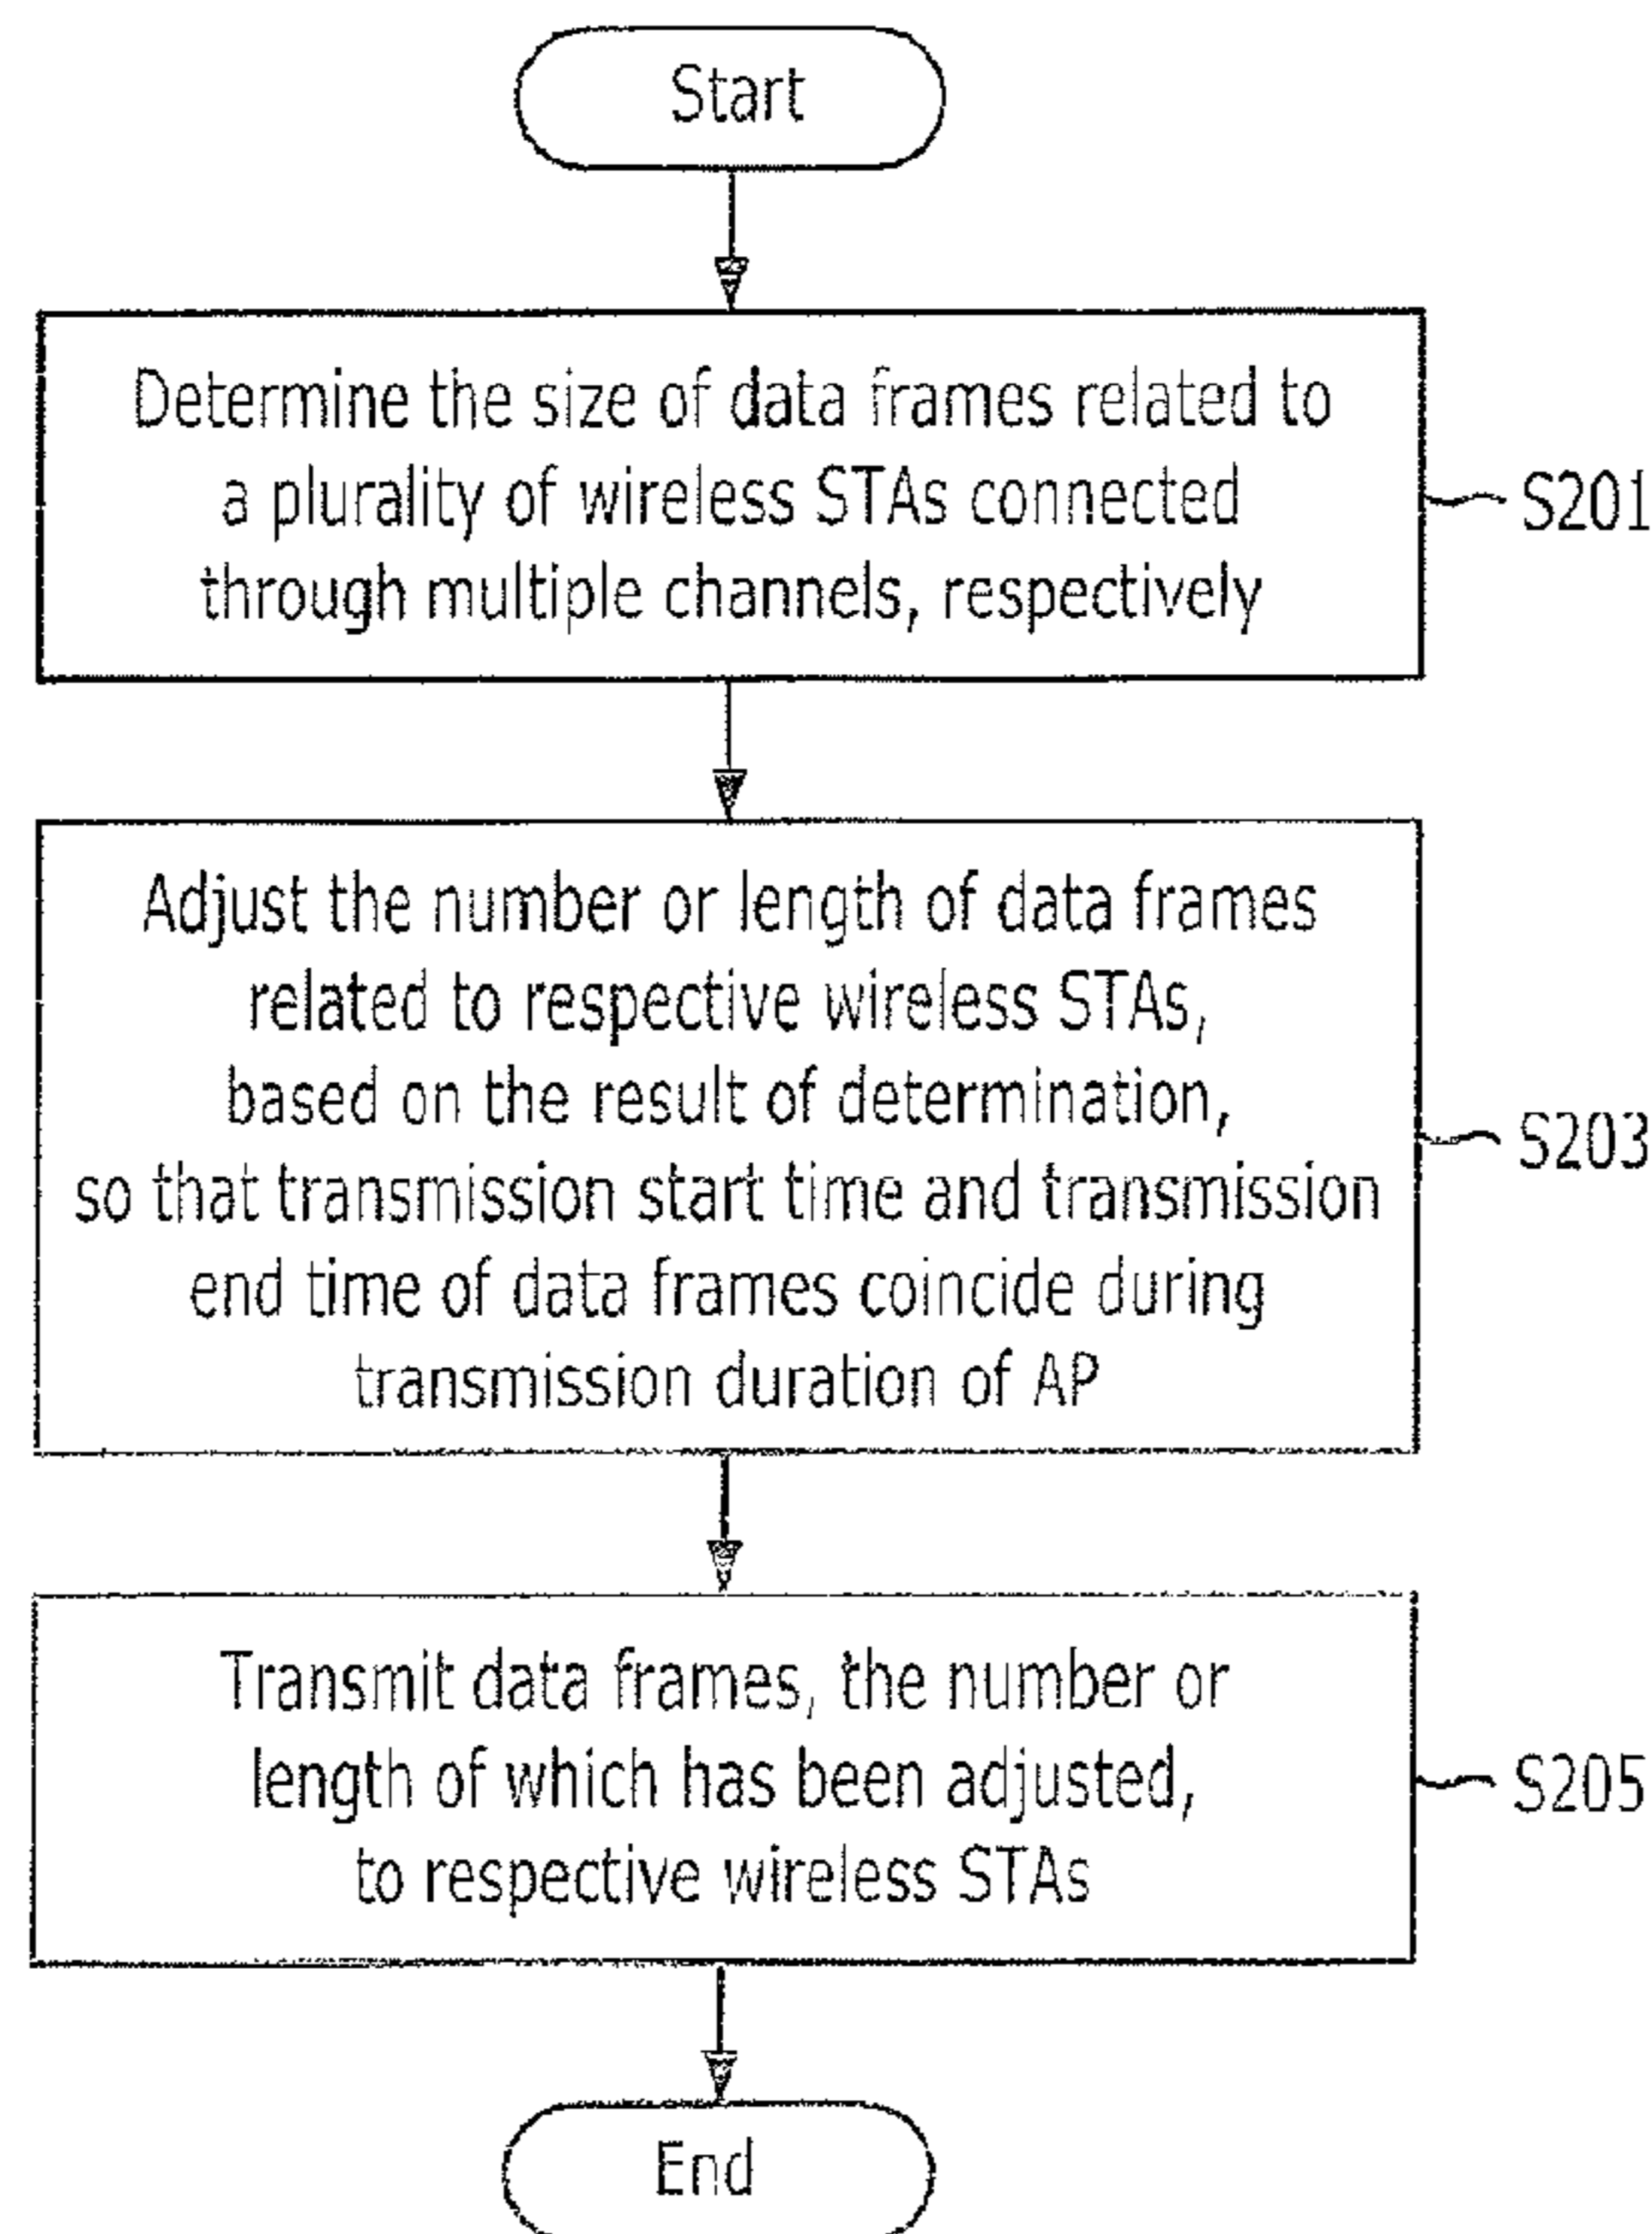 Start
Determine the size of data frames related to
a plurality of wireless STAs connected
through multiple channels, respectively
S201
Adjust the number or length of data frames
related to respective wireless STAs,
based on the result of determination,
so that transmission start time and transmission
end time of data frames coincide during
transmission duration of AP
S203
Transmit data frames, the number or
length of which has been adjusted,
to respective wireless STAs
S205
End